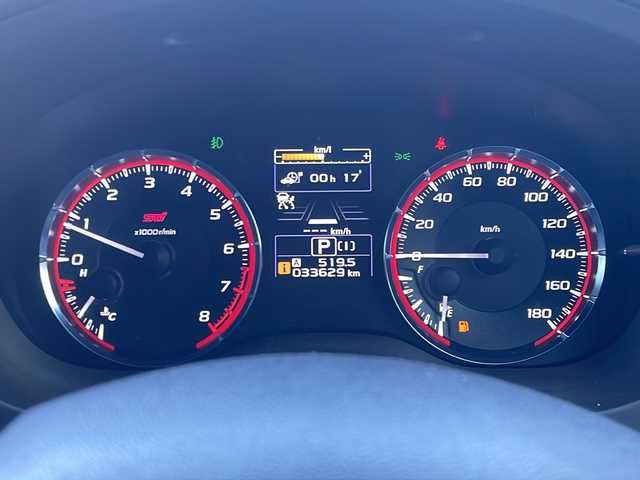 km/l
- +
00h 17'
--- km/h
P [I]
A 519.5
i 033629 km
0 1 2 3 4 5 6 7 8
STI
x1000r/min
H
C
0 20 40 60 80 100 120 140 160 180
km/h
F
E